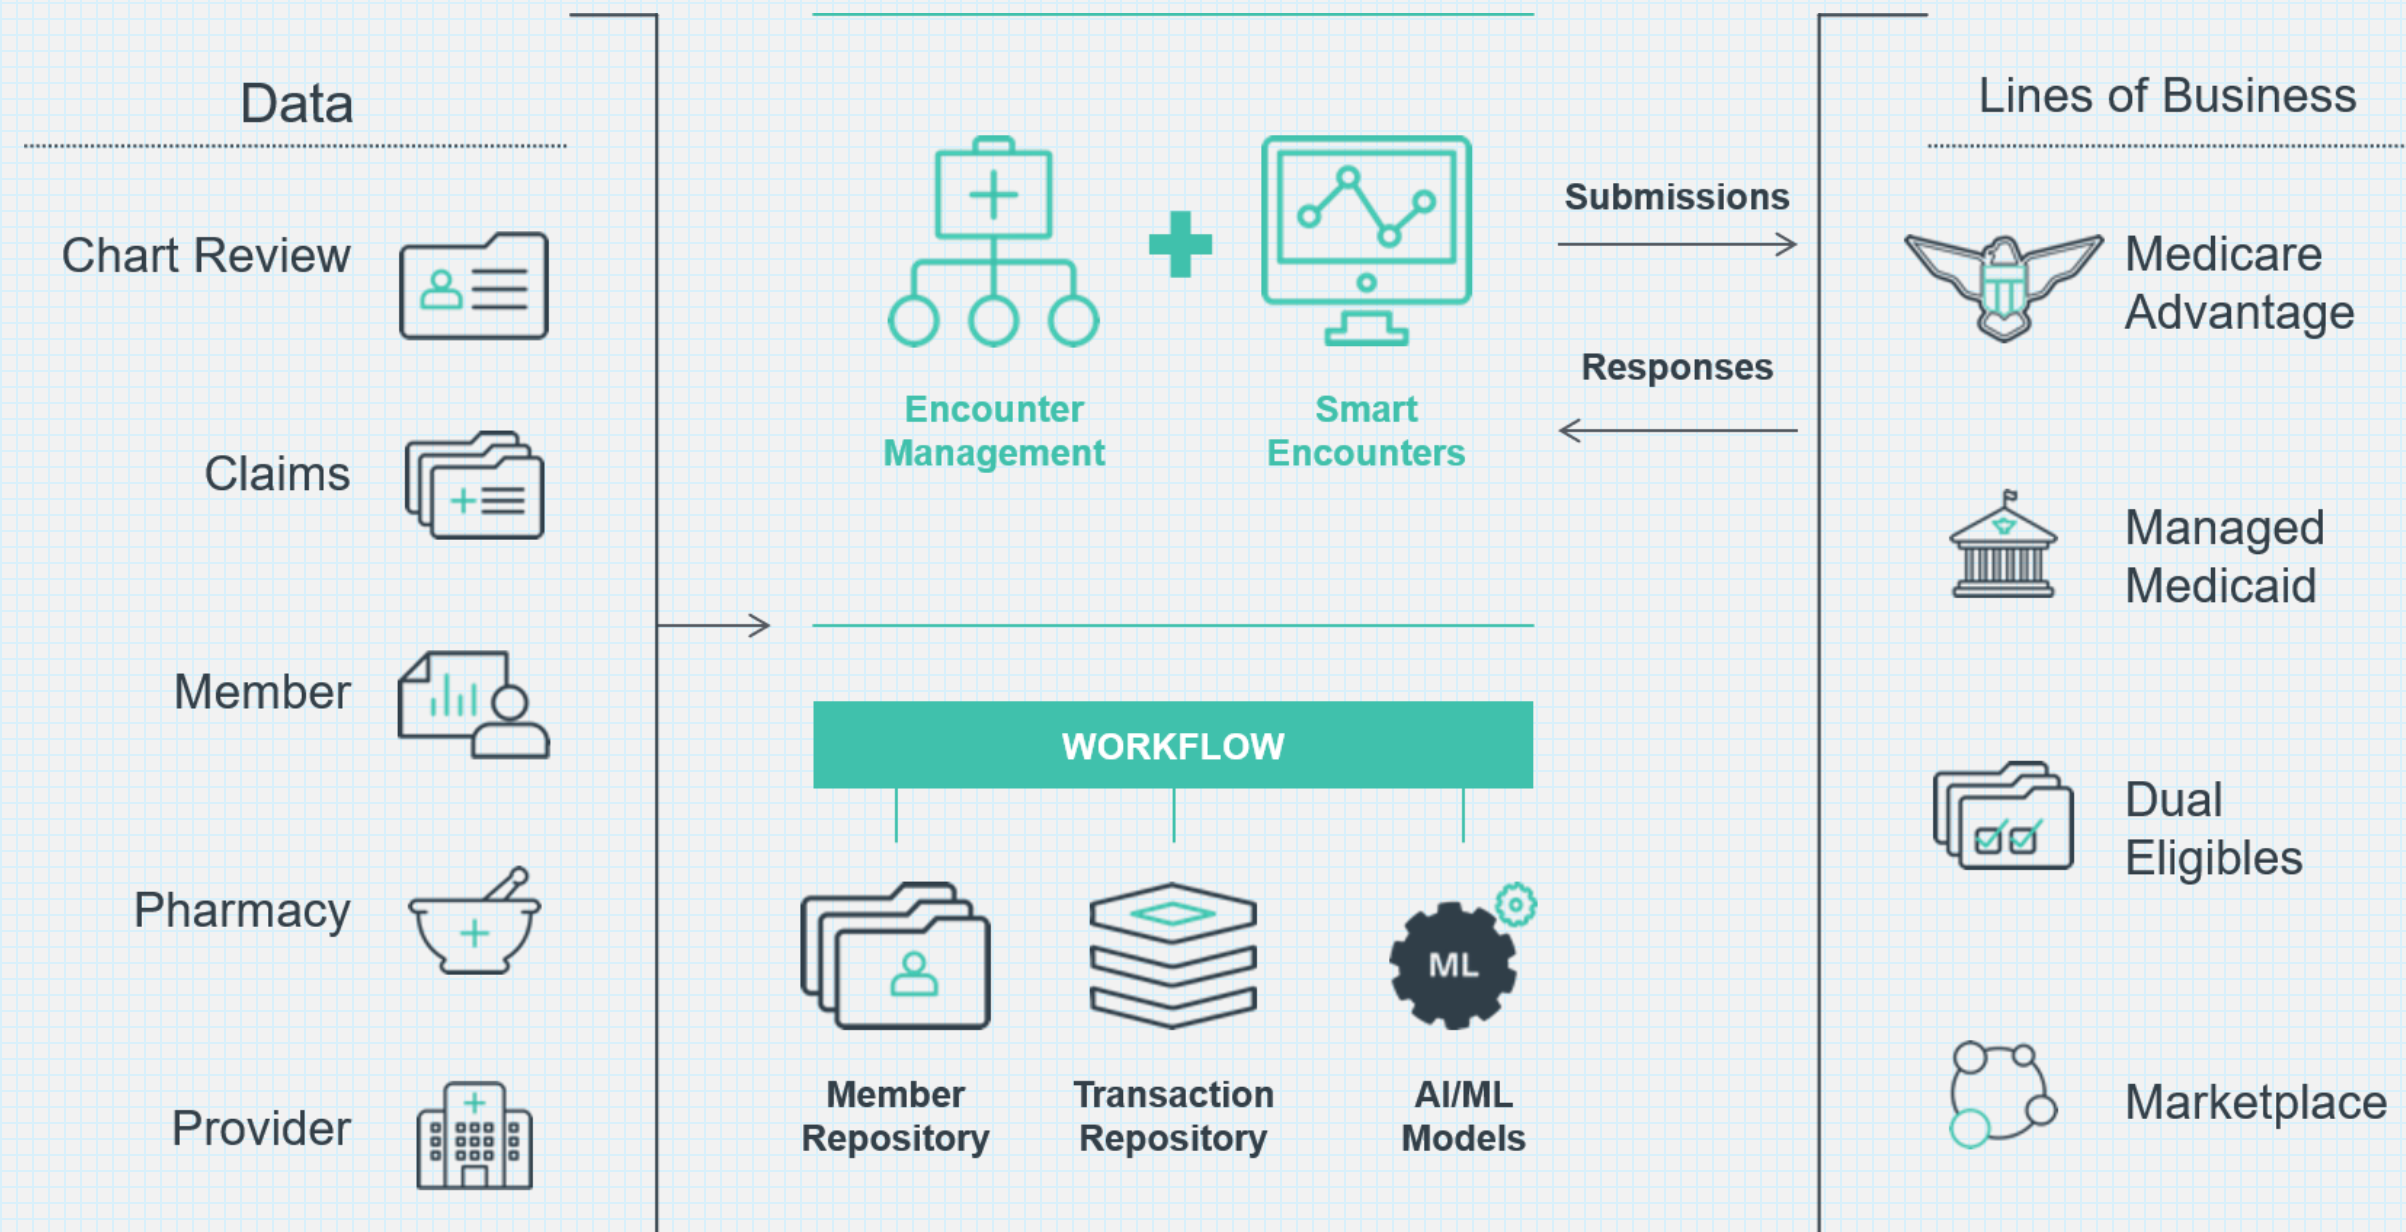 Data
Chart Review
Claims
Member
Pharmacy
Provider
Encounter
Management
Smart
Encounters
Submissions
Responses
WORKFLOW
Member
Repository
Transaction
Repository
ML
AI/ML
Models
Lines of Business
Medicare
Advantage
Managed
Medicaid
Dual
Eligibles
Marketplace